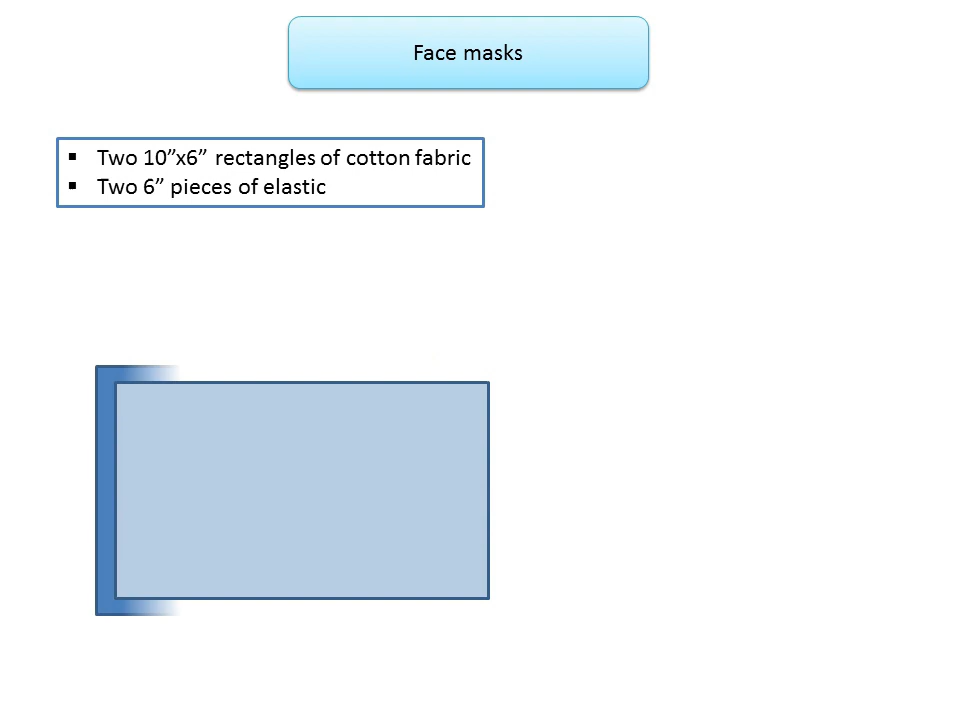 Face masks
▪ Two 10”x6” rectangles of cotton fabric
▪ Two 6” pieces of elastic